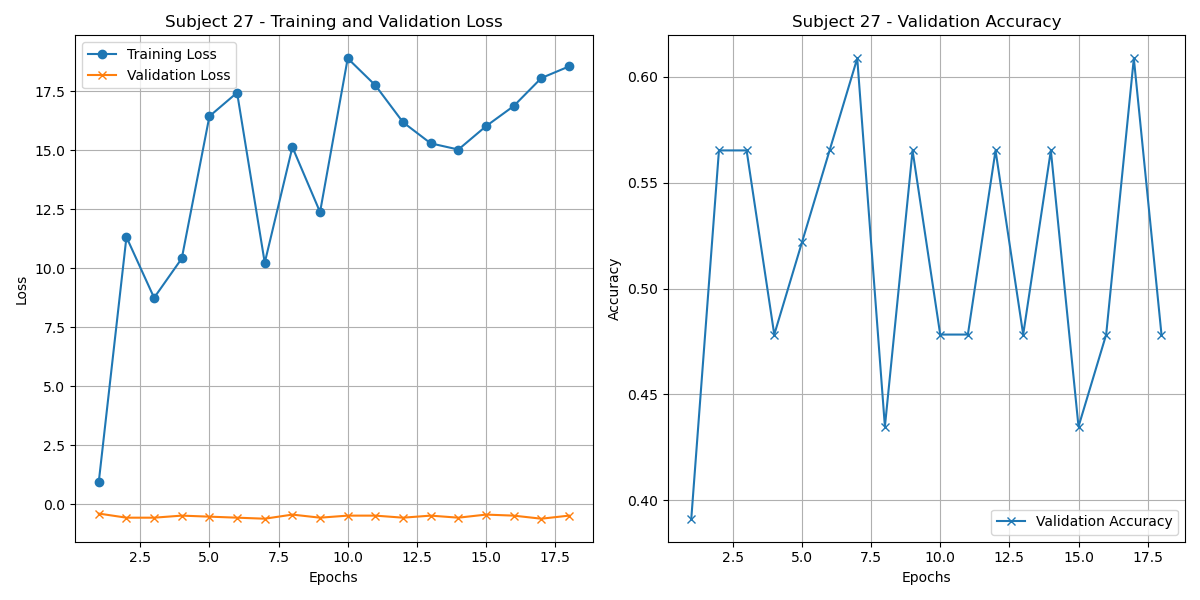 Subject 27 - Training and Validation Loss
Training Loss
Validation Loss
17.5
15.0
12.5
10.0
7.5
5.0
2.5
0.0
Loss
2.5 5.0 7.5 10.0 12.5 15.0 17.5
Epochs
Subject 27 - Validation Accuracy
0.60
0.55
0.50
0.45
0.40
Accuracy
Validation Accuracy
2.5 5.0 7.5 10.0 12.5 15.0 17.5
Epochs